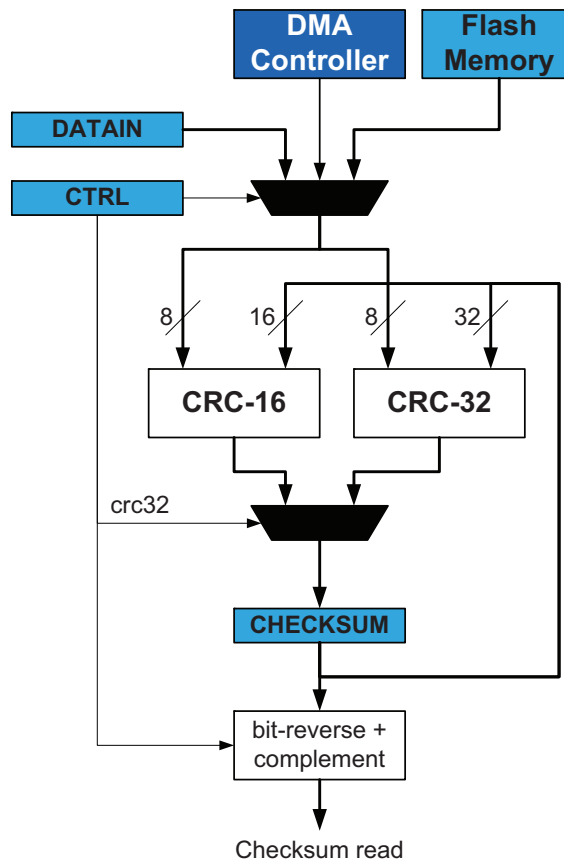 DMA
Controller
Flash
Memory
DATAIN
CTRL
8
16
8
32
CRC-16
CRC-32
crc32
CHECKSUM
bit-reverse +
complement
Checksum read